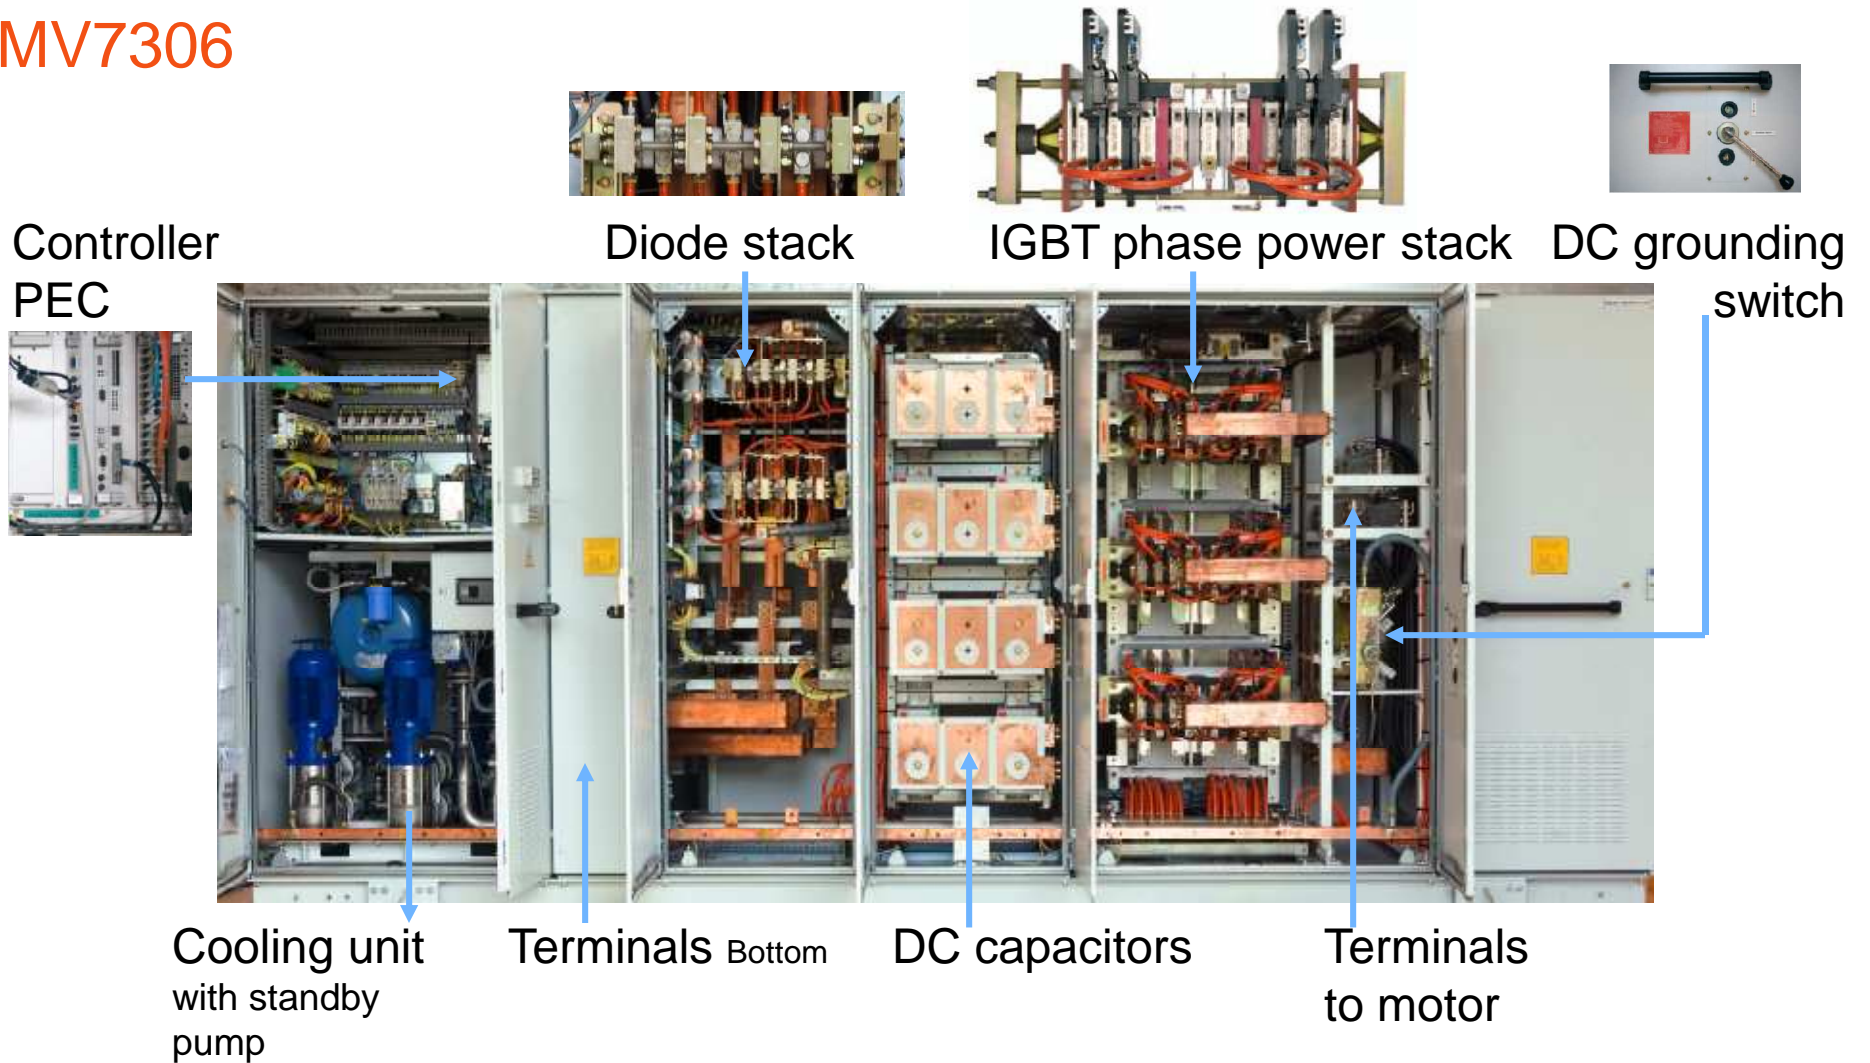 MV7306
Controller
PEC
Diode stack
IGBT phase power stack
DC grounding
switch
Cooling unit
with standby
pump
Terminals Bottom
DC capacitors
Terminals
to motor